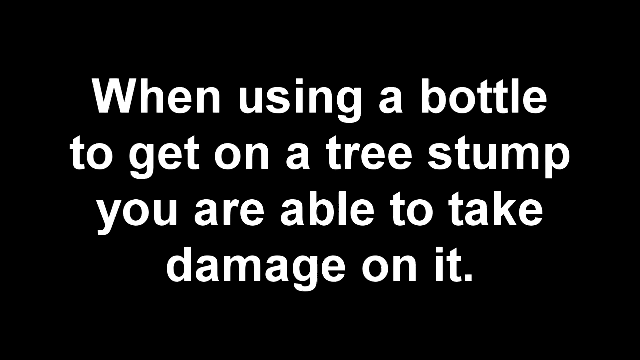 When using a bottle
to get on a tree stump
you are able to take
damage on it.